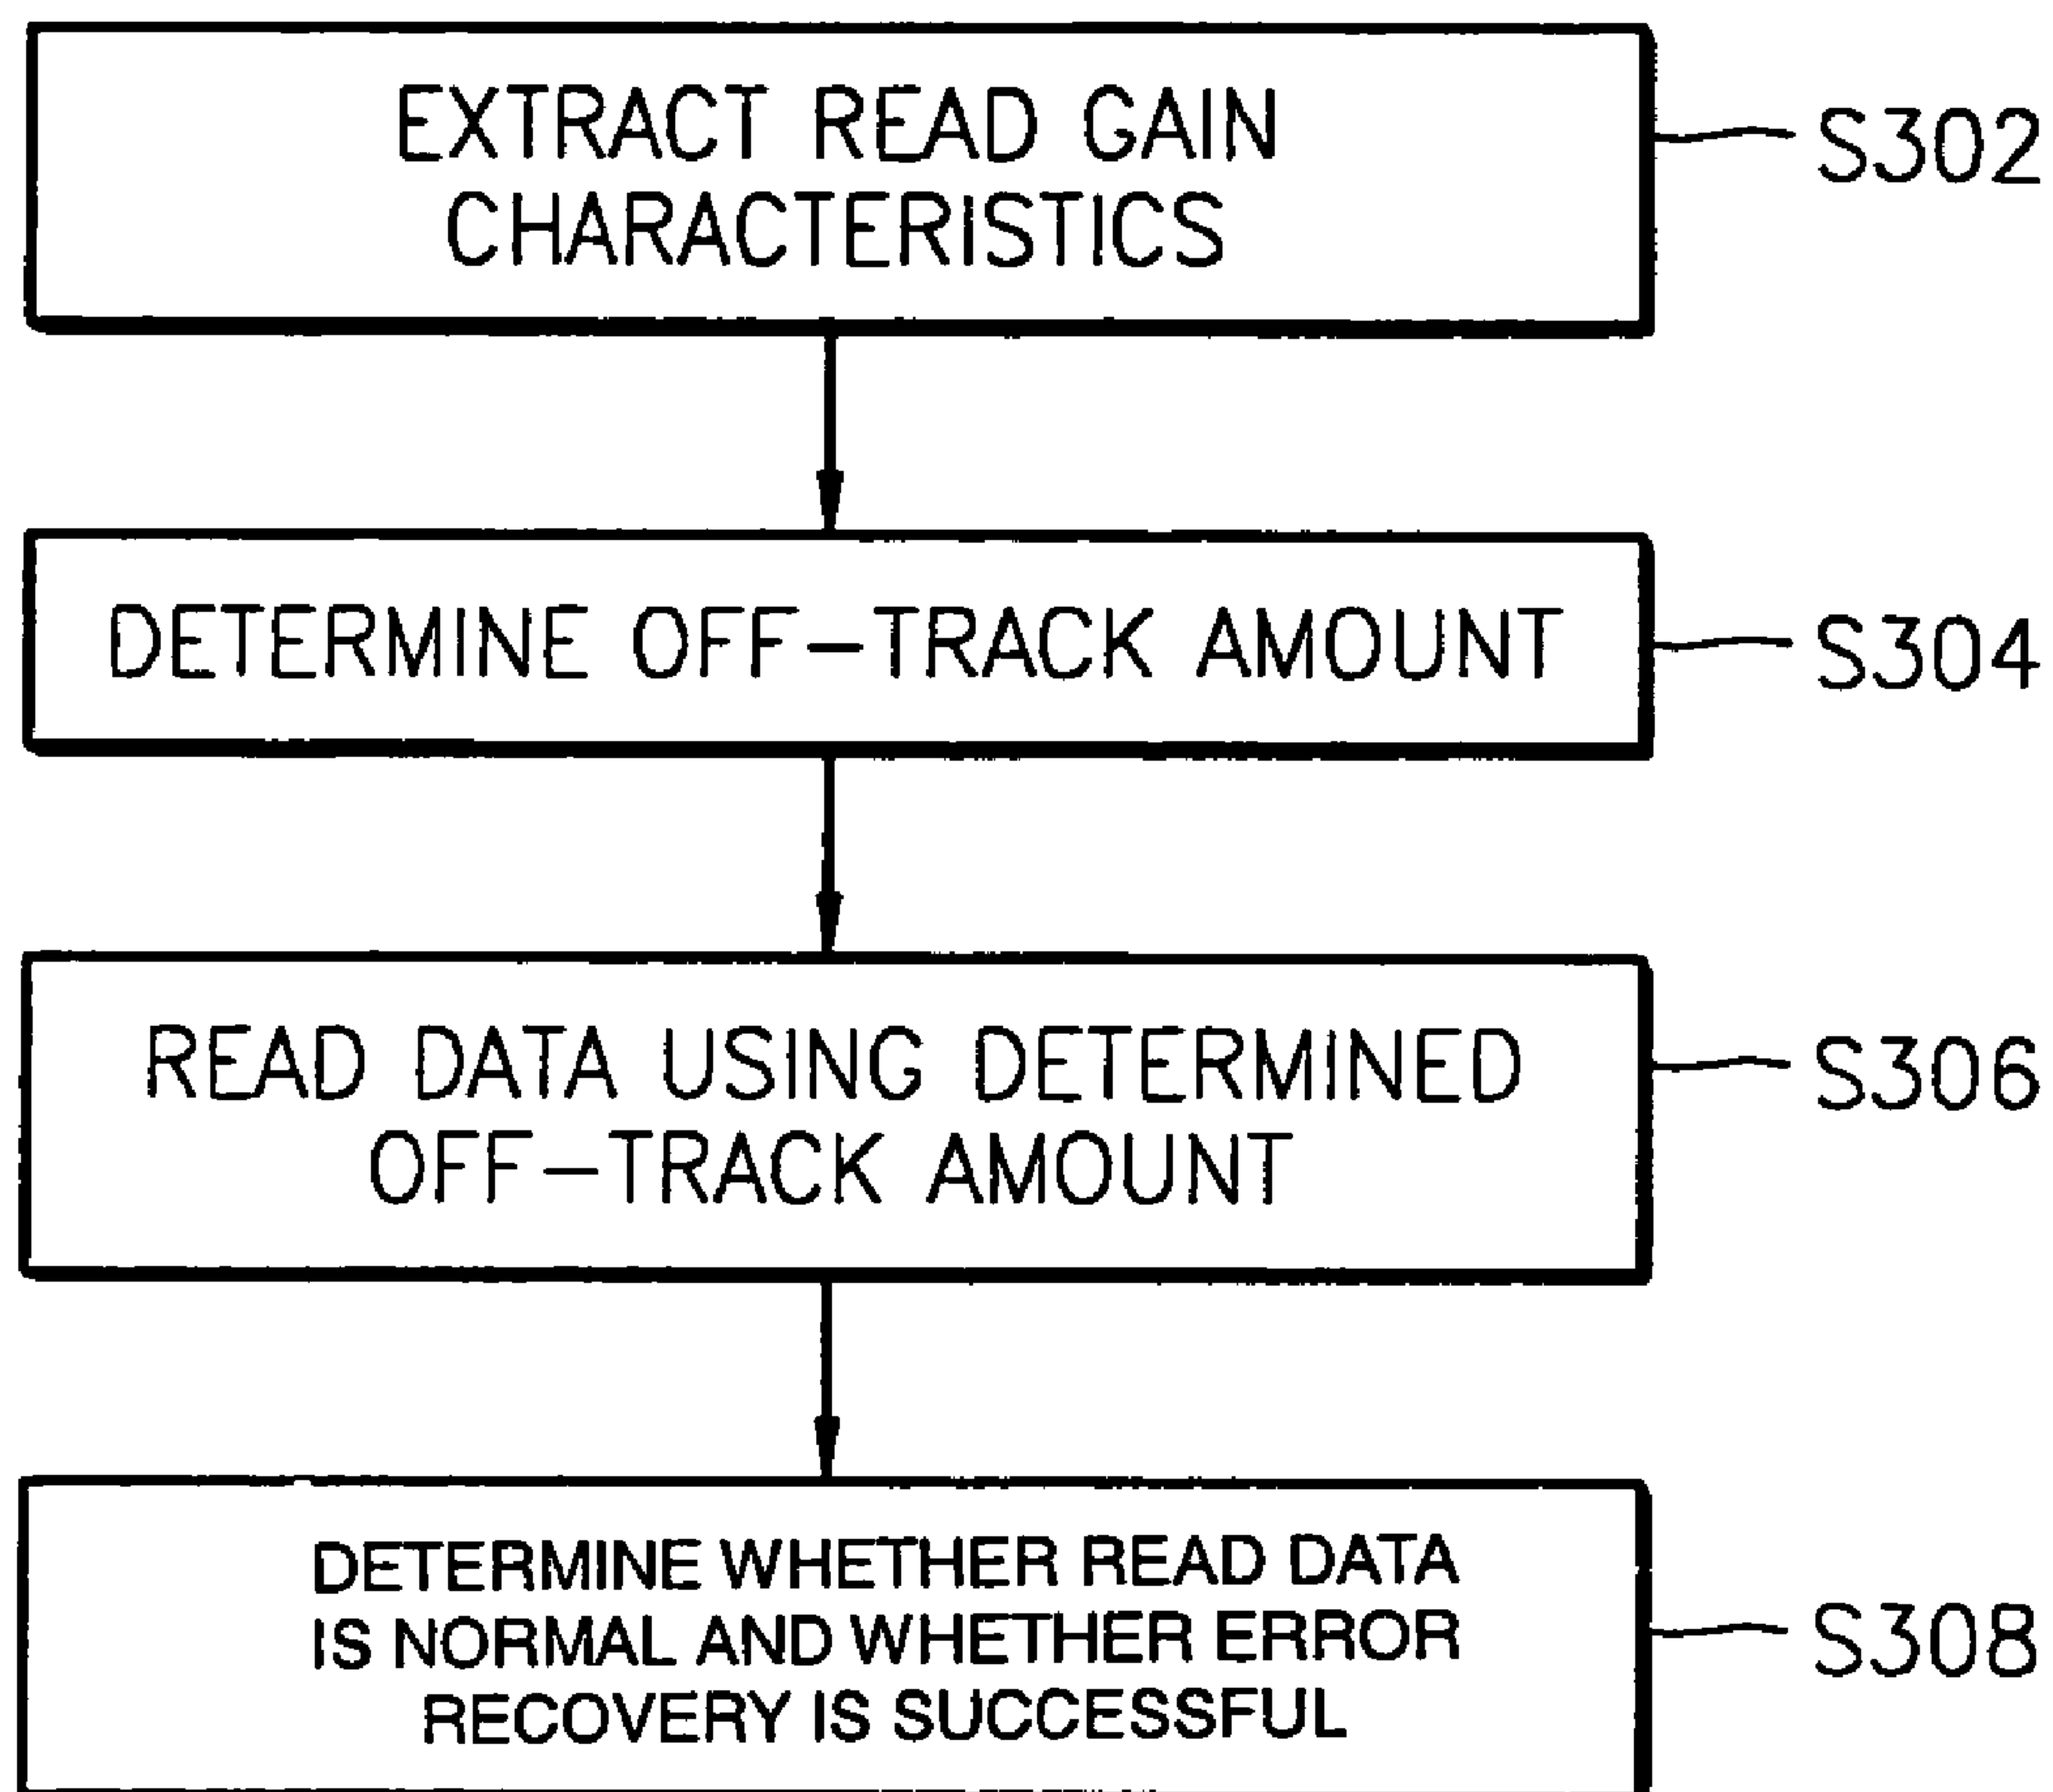 EXTRACT READ GAIN
CHARACTERISTICS
S302
DETERMINE OFF-TRACK AMOUNT
S304
READ DATA USING DETERMINED
OFF-TRACK AMOUNT
S306
DETERMINE WHETHER READ DATA
IS NORMAL AND WHETHER ERROR
RECOVERY IS SUCCESSFUL
S308